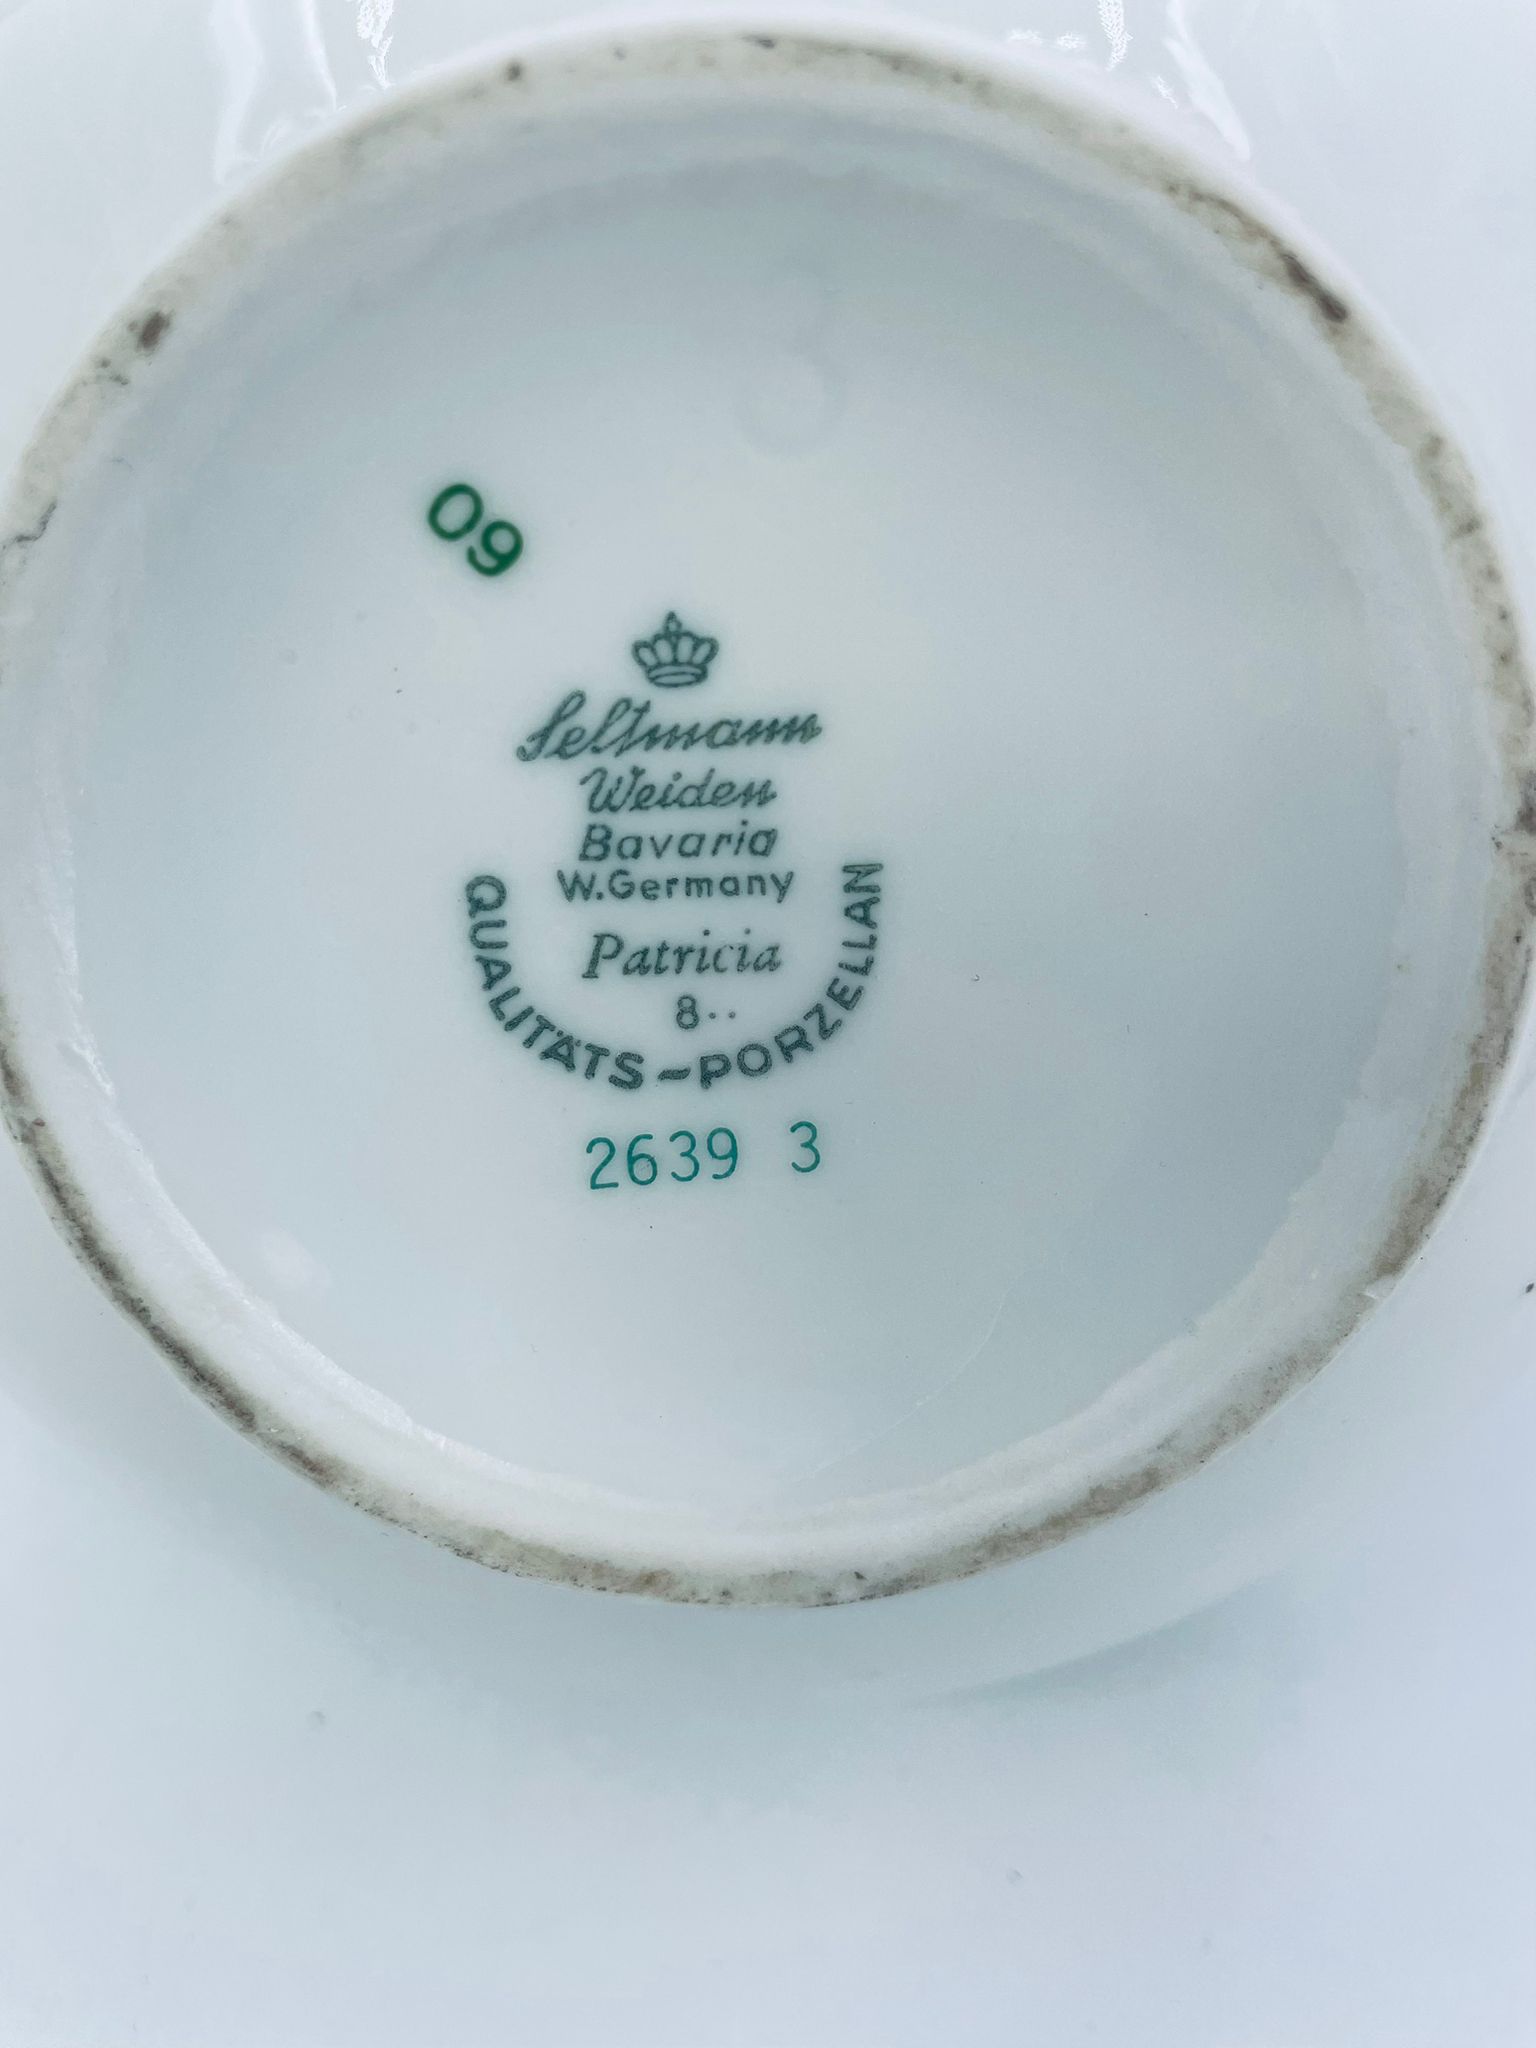 09
Seltmann
Weiden
Bavaria
W.Germany
Patricia
8..
QUALITÄTS-PORZELLAN
2639 3